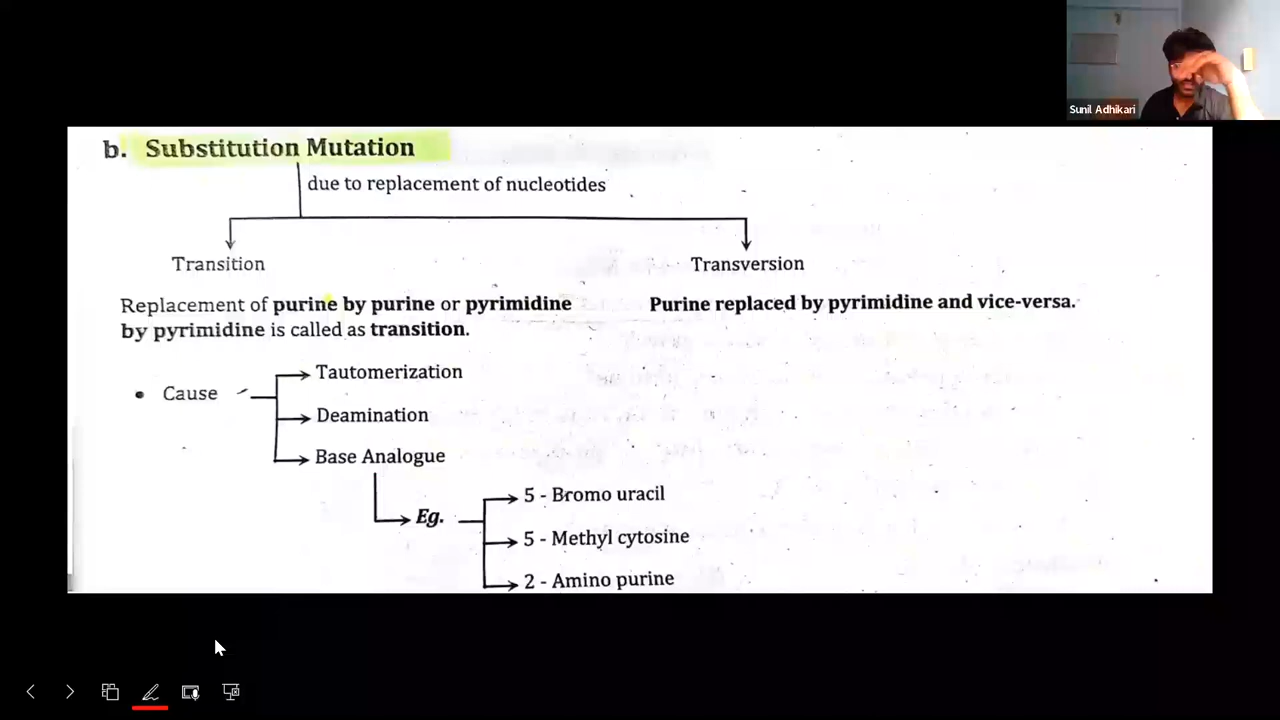 Sunil Adhikari
b. Substitution Mutation
due to replacement of nucleotides
Transition
Transversion
Replacement of purine by purine or pyrimidine
by pyrimidine is called as transition.
Purine replaced by pyrimidine and vice-versa.
• Cause
Tautomerization
Deamination
Base Analogue
Eg.
5 - Bromo uracil
5 - Methyl cytosine
2 - Amino purine